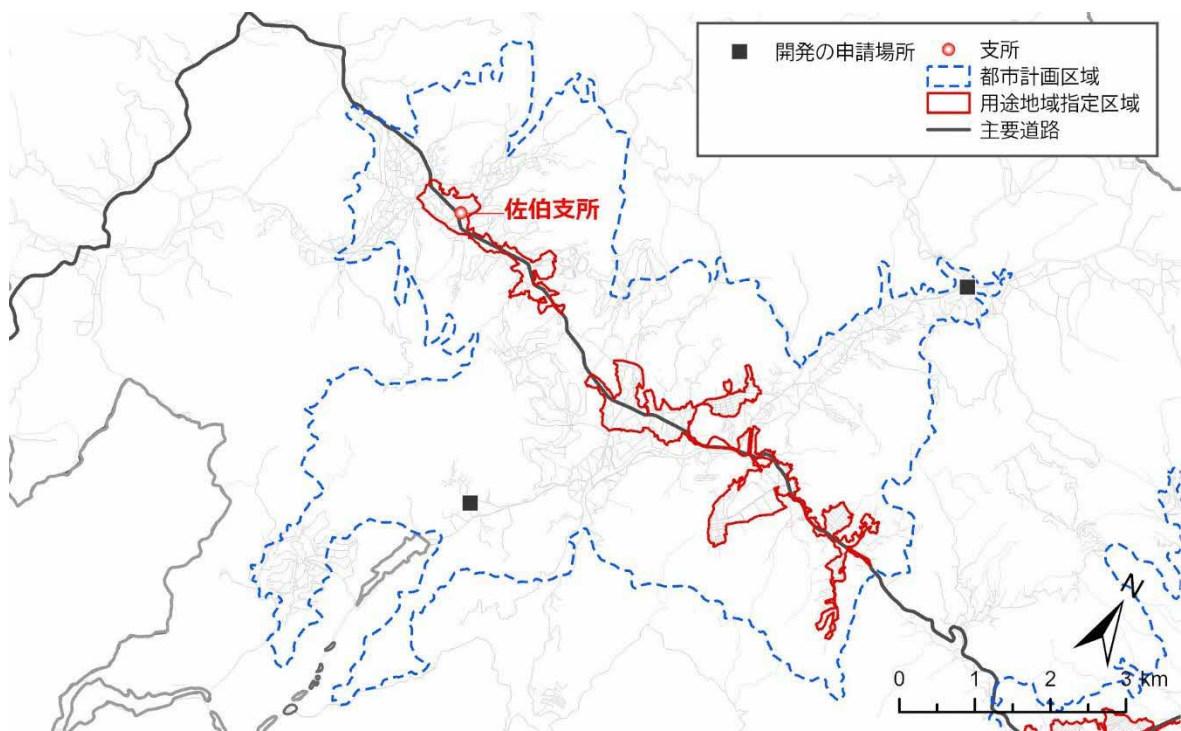 開発の申請場所
支所
都市計画区域
用途地域指定区域
主要道路
佐伯支所
N
0 1 2 3 km